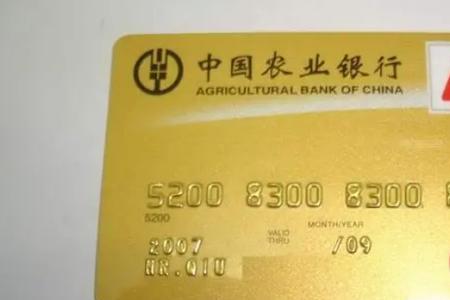 中国农业银行
AGRICULTURAL BANK OF CHINA
5200 8300 8300
5200
MONTH/YEAR
VALID
THRU
2007 /09
MR.QIU